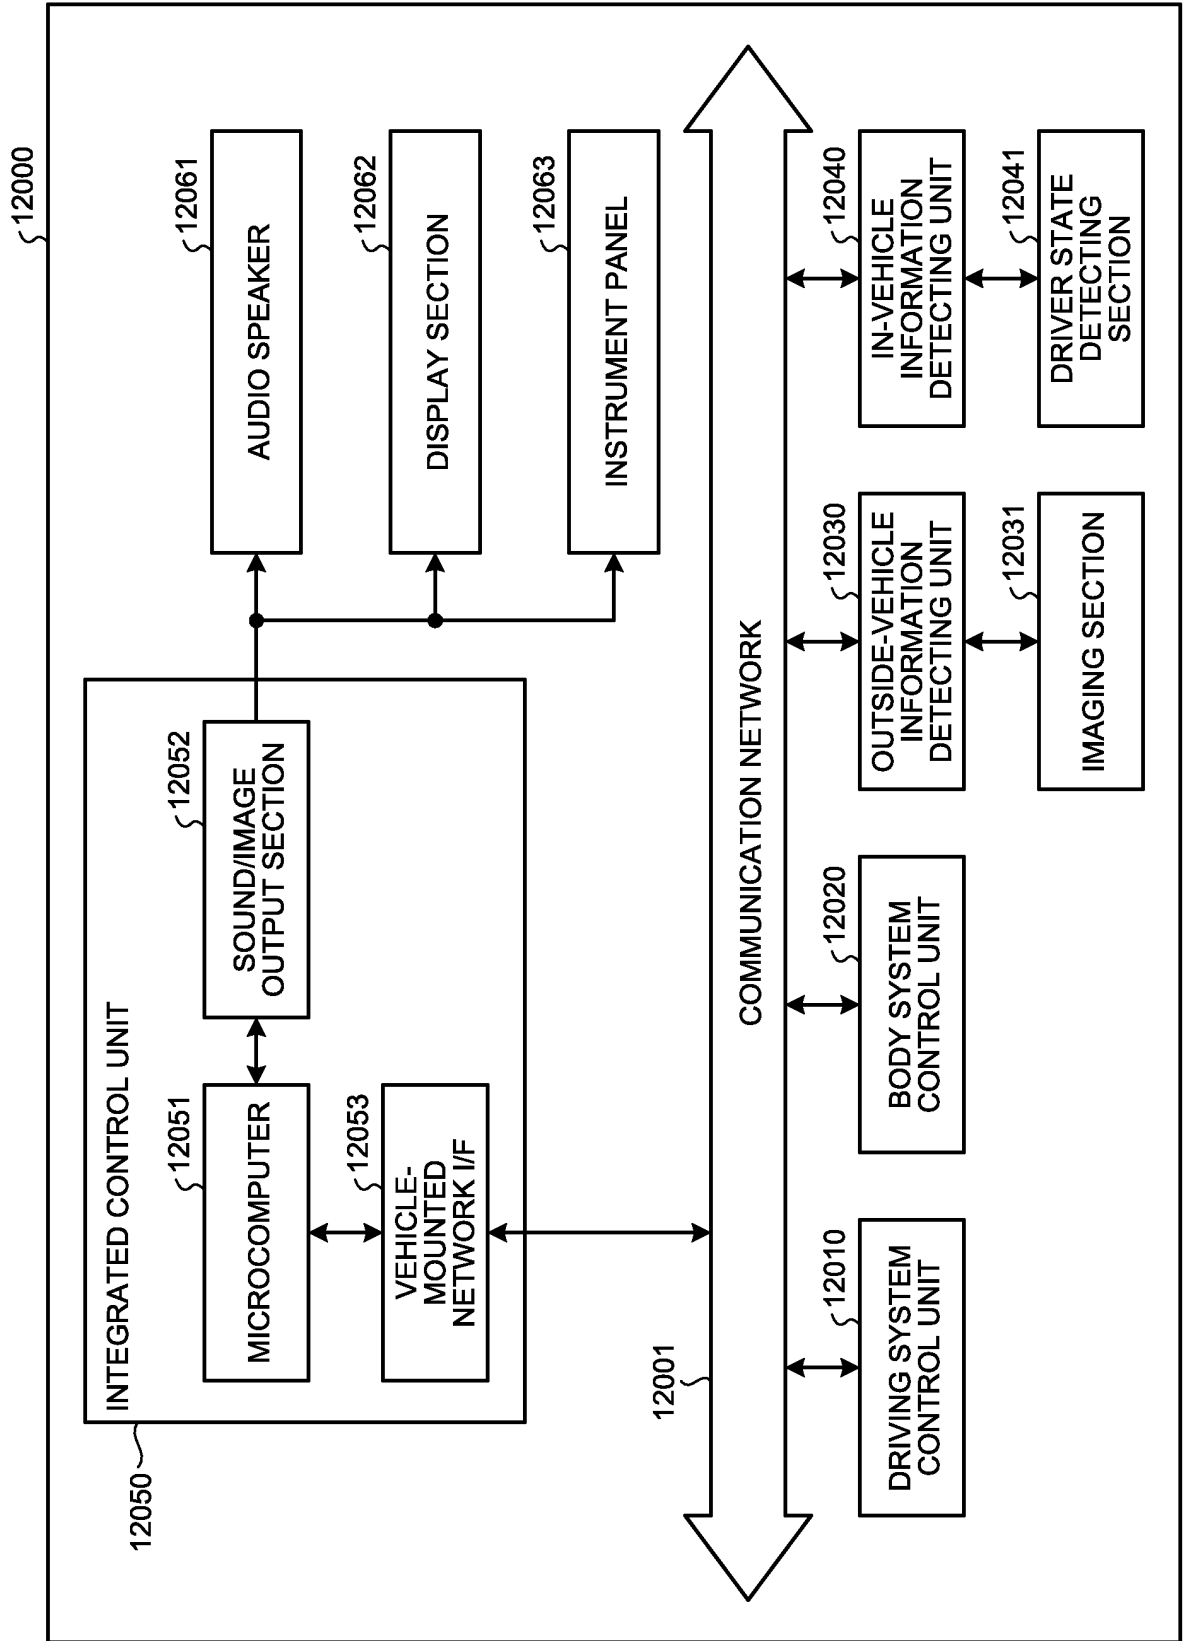 12000
INTEGRATED CONTROL UNIT
12050
12051
MICROCOMPUTER
12052
SOUND/IMAGE
OUTPUT SECTION
12053
VEHICLE-
MOUNTED
NETWORK I/F
12061
AUDIO SPEAKER
12062
DISPLAY SECTION
12063
INSTRUMENT PANEL
12001
COMMUNICATION NETWORK
12010
DRIVING SYSTEM
CONTROL UNIT
12020
BODY SYSTEM
CONTROL UNIT
12030
OUTSIDE-VEHICLE
INFORMATION
DETECTING UNIT
12040
IN-VEHICLE
INFORMATION
DETECTING UNIT
12031
IMAGING SECTION
12041
DRIVER STATE
DETECTING
SECTION